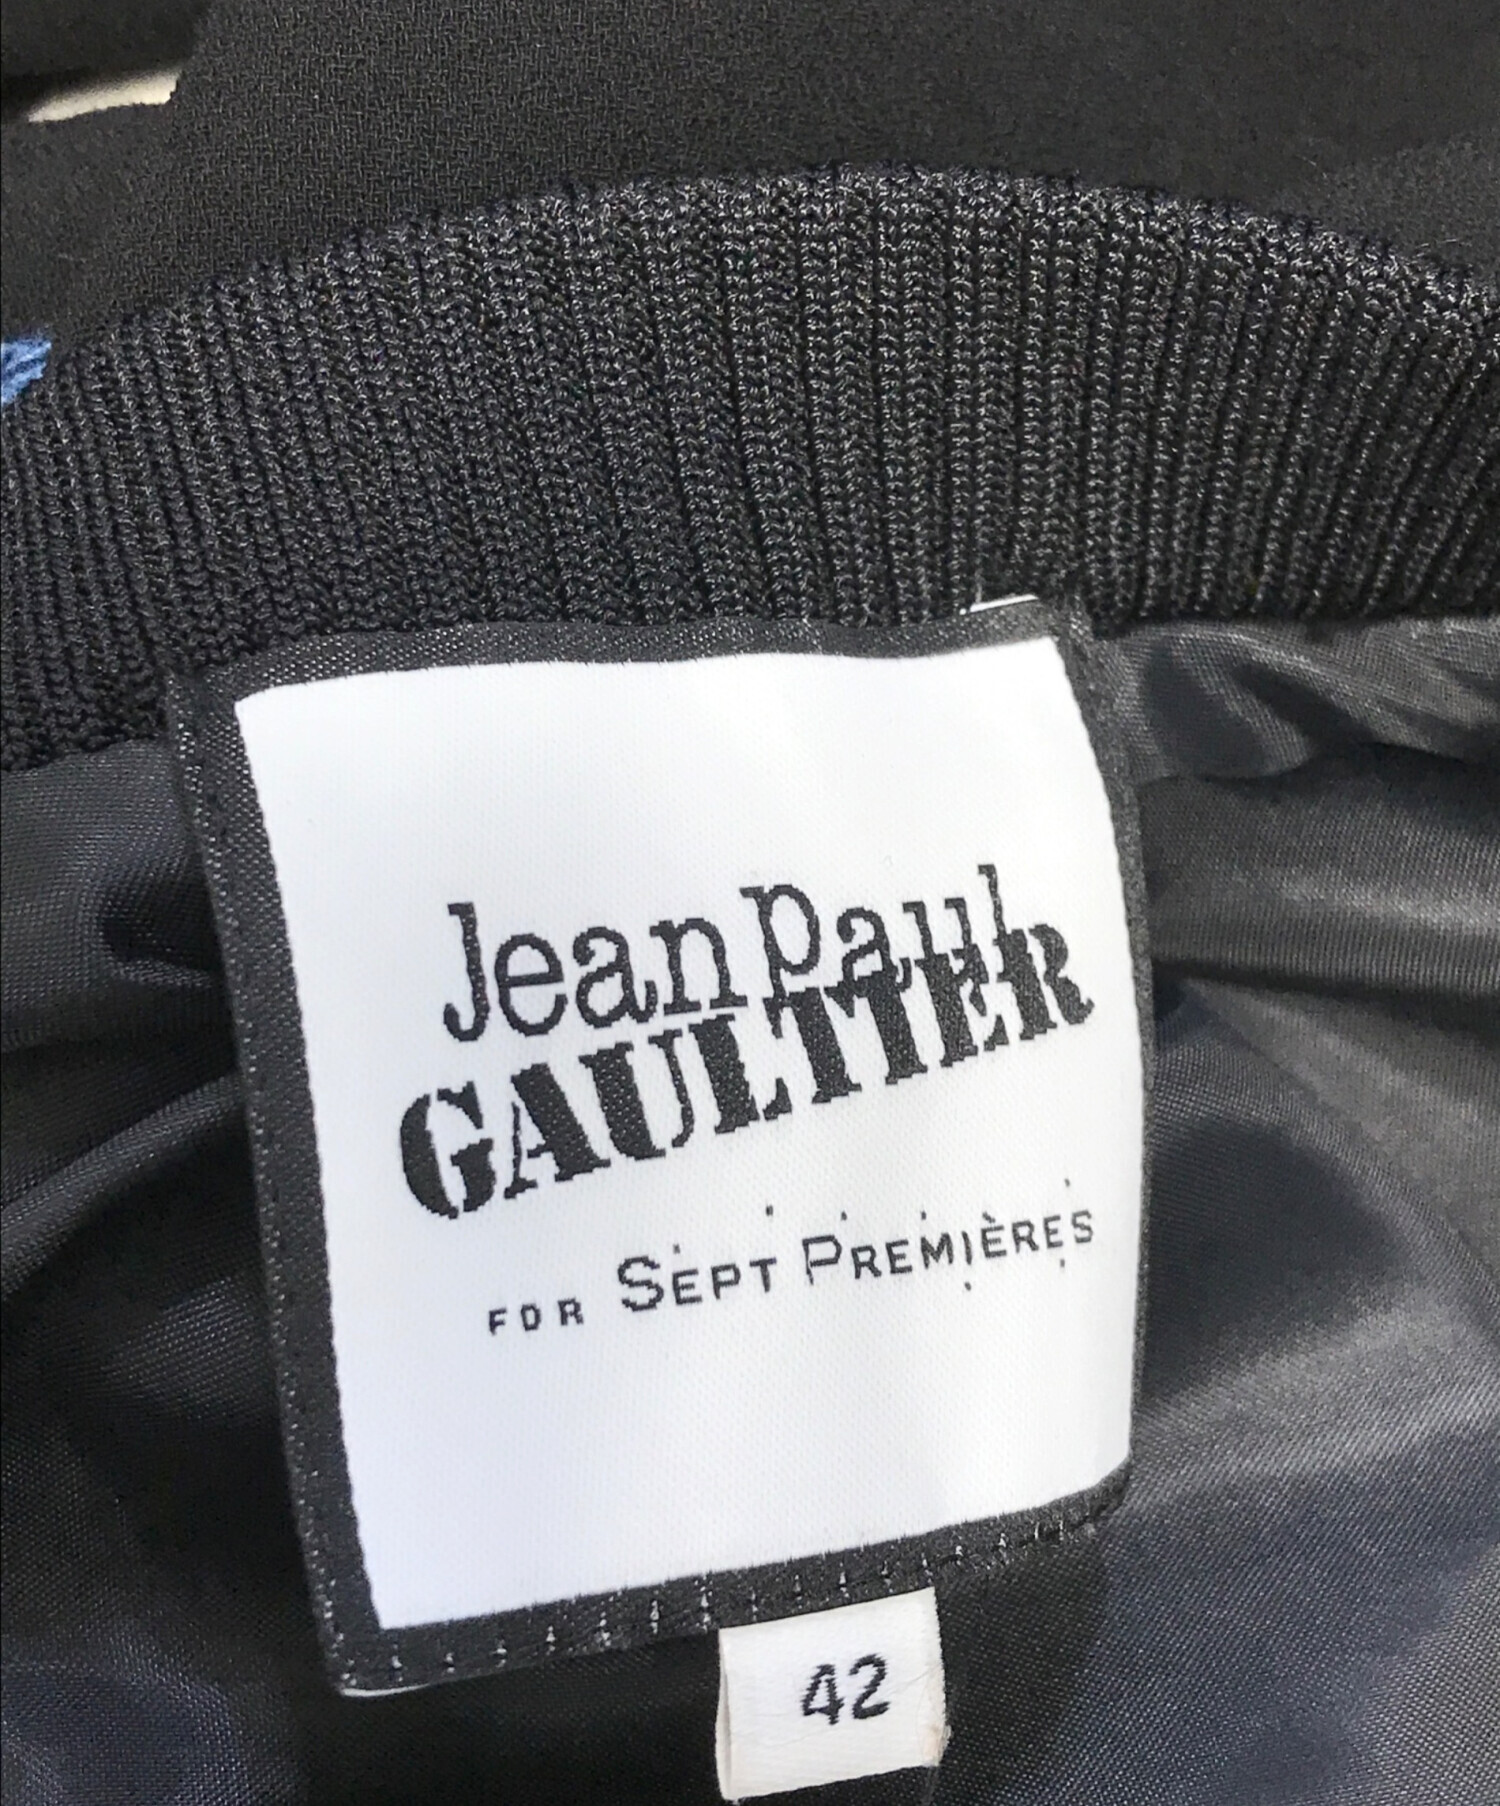 Jean Paul
GAULTIER
FOR SEPT PREMIÈRES
42